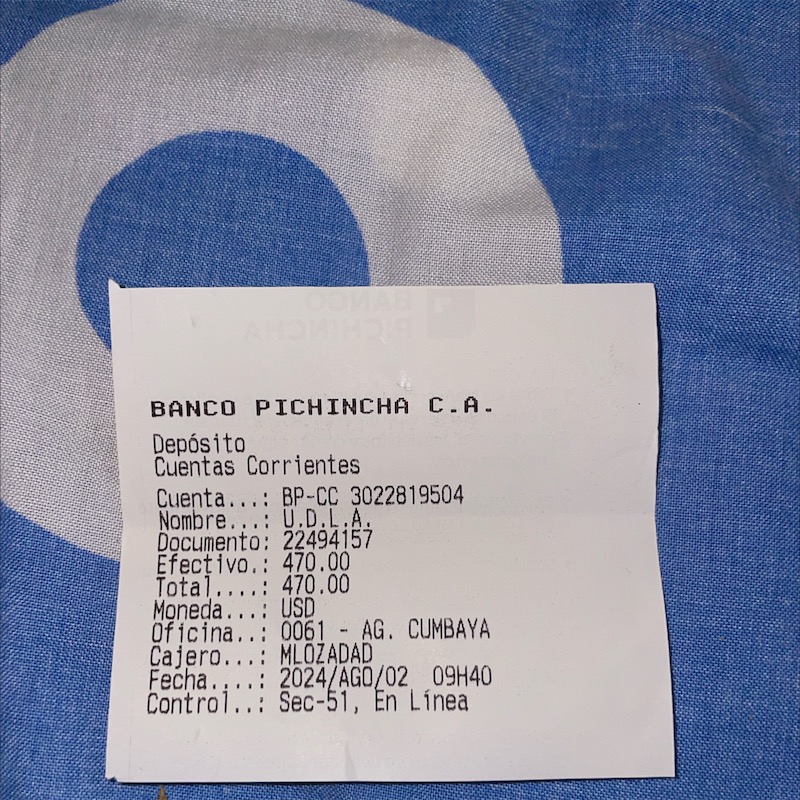 BANCO PICHINCHA C.A.
Depósito
Cuentas Corrientes
Cuenta...: BP-CC 3022819504
Nombre...: U.D.L.A.
Documento: 22494157
Efectivo.: 470.00
Total....: 470.00
Moneda...: USD
Oficina..: 0061 - AG. CUMBAYA
Cajero...: MLOZADAD
Fecha....: 2024/AGO/02 09H40
Control..: Sec-51, En Línea